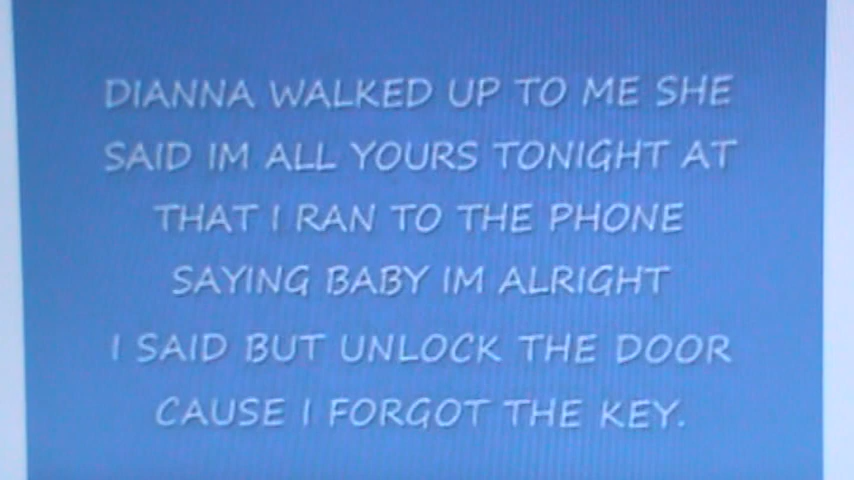 DIANNA WALKED UP TO ME SHE
SAID IM ALL YOURS TONIGHT AT
THAT I RAN TO THE PHONE
SAYING BABY IM ALRIGHT
I SAID BUT UNLOCK THE DOOR
CAUSE I FORGOT THE KEY.